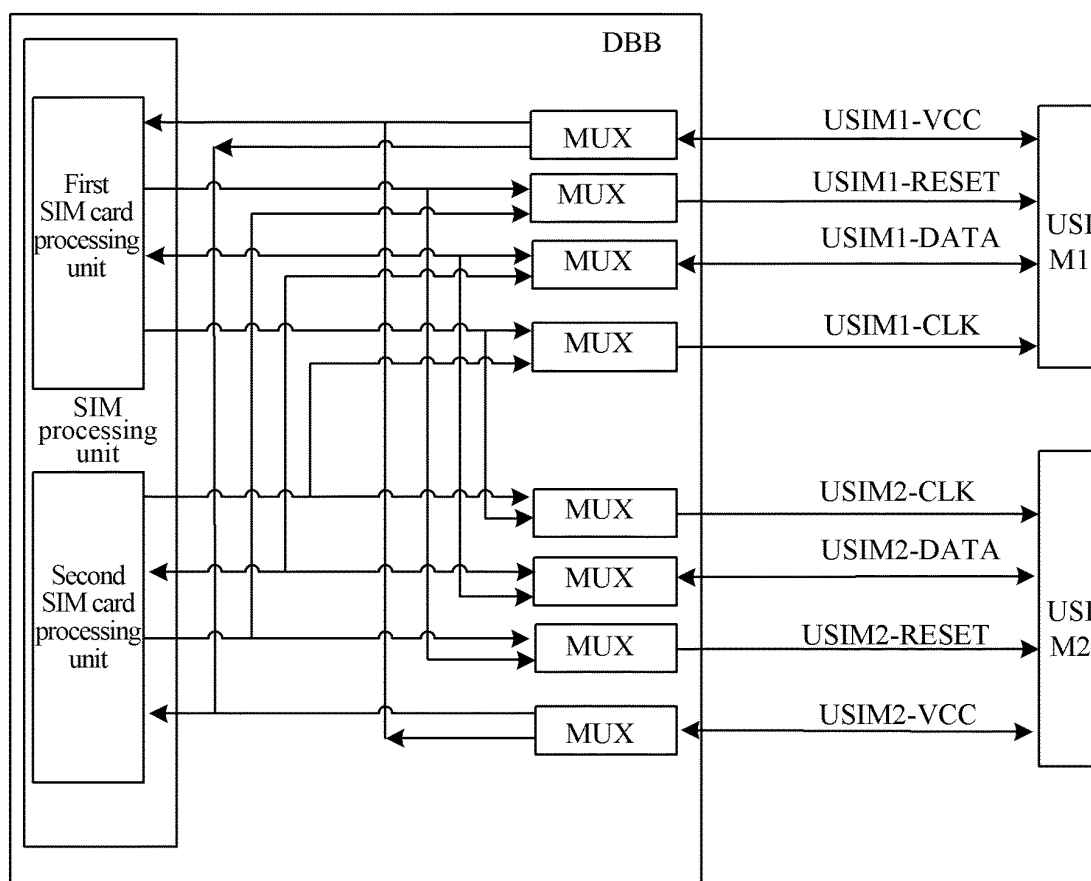 DBB
First
SIM card
processing
unit
SIM
processing
unit
Second
SIM card
processing
unit
MUX
MUX
MUX
MUX
MUX
MUX
MUX
MUX
USIM1-VCC
USIM1-RESET
USIM1-DATA
USIM1-CLK
USIM2-CLK
USIM2-DATA
USIM2-RESET
USIM2-VCC
USI
M1
USI
M2